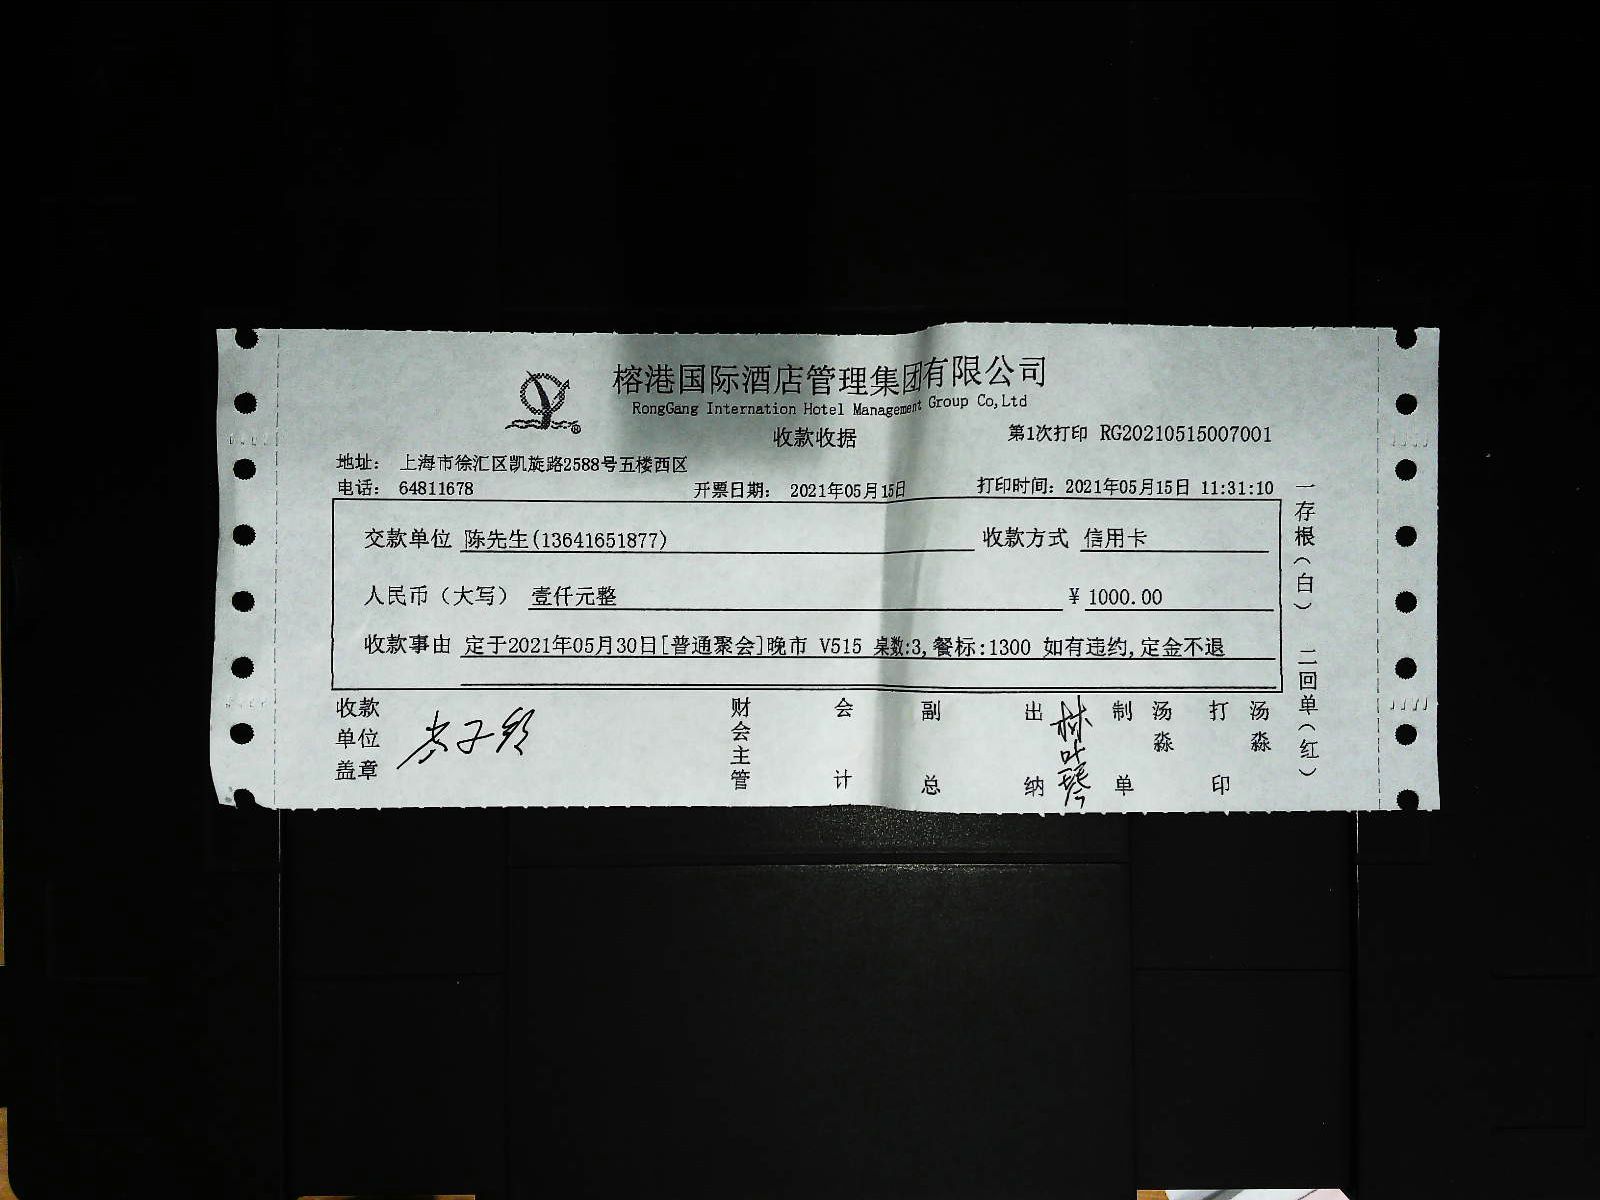 榕港国际酒店管理集团有限公司
RongGang Internation Hotel Management Group Co,Ltd
收款收据
第1次打印 RG20210515007001
地址： 上海市徐汇区凯旋路2588号五楼西区
电话： 64811678 开票日期： 2021年05月15日 打印时间：2021年05月15日 11:31:10
交款单位 陈先生(13641651877) 收款方式 信用卡
人民币（大写） 壹仟元整 ¥ 1000.00
收款事由 定于2021年05月30日[普通聚会]晚市 V515 桌数:3,餐标:1300 如有违约,定金不退
收款单位盖章 财会主管 会计 副总 出纳 林叶琴 制单 汤淼 打印 汤淼
一存根（白） 二回单（红）